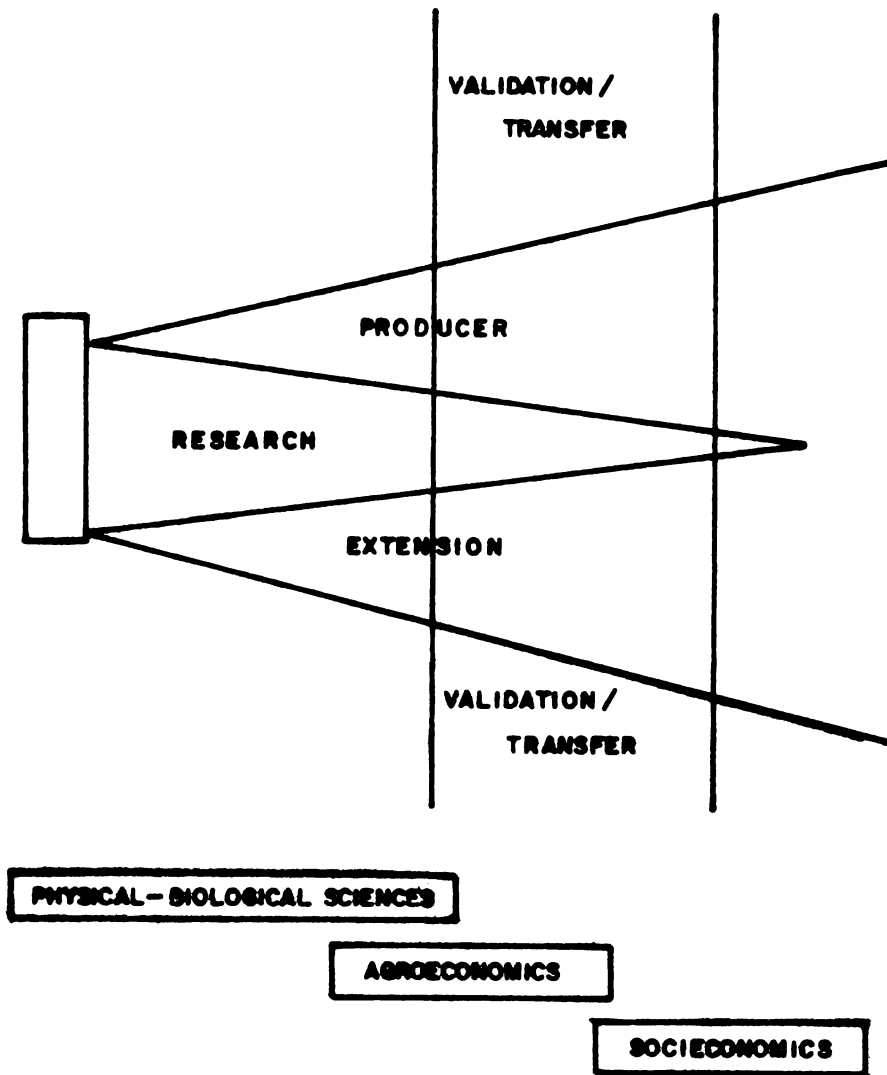 VALIDATION /
TRANSFER
PRODUCER
RESEARCH
EXTENSION
VALIDATION /
TRANSFER
PHYSICAL-BIOLOGICAL SCIENCES
AGROECONOMICS
SOCIECONOMICS